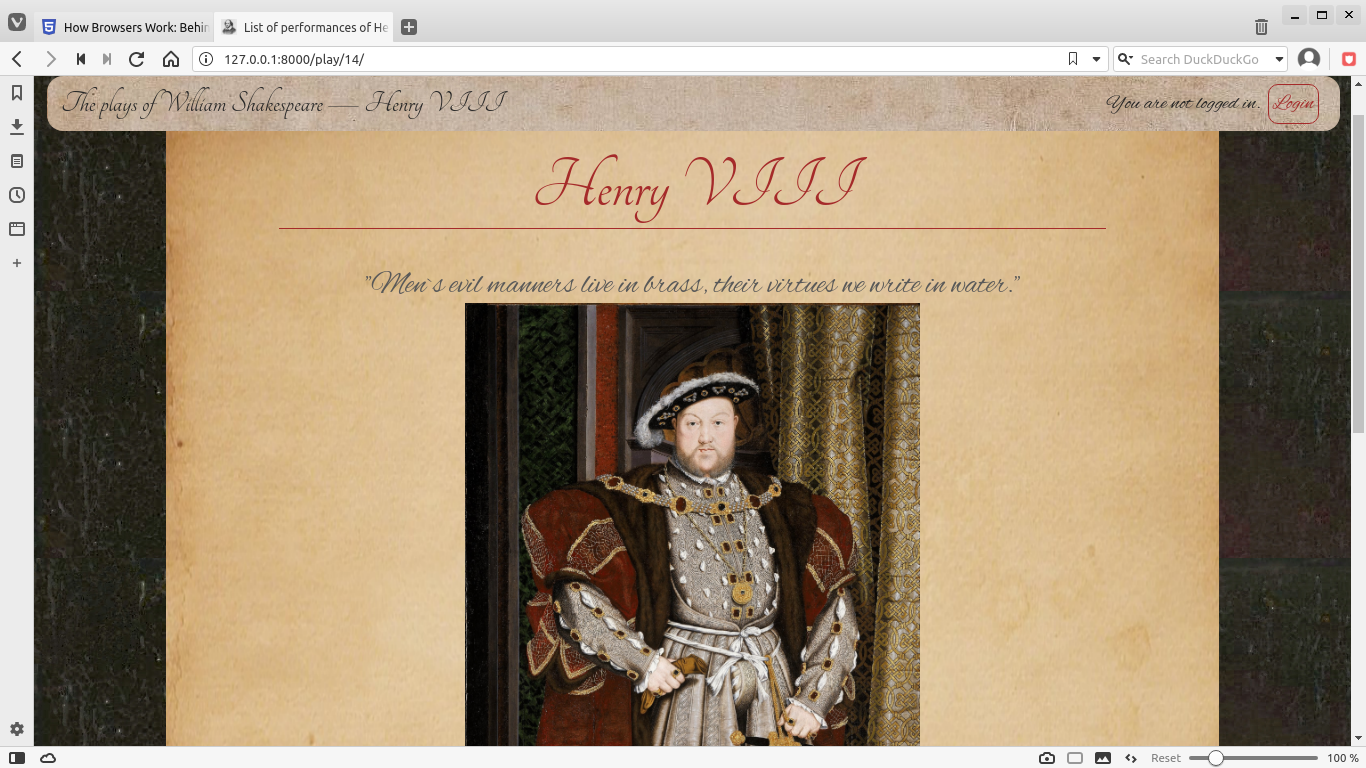 How Browsers Work: Behin
List of performances of He
127.0.0.1:8000/play/14/
Search DuckDuckGo
The plays of William Shakespeare — Henry VIII
You are not logged in. Login
Henry VIII
"Men`s evil manners live in brass, their virtues we write in water."
Reset
100 %